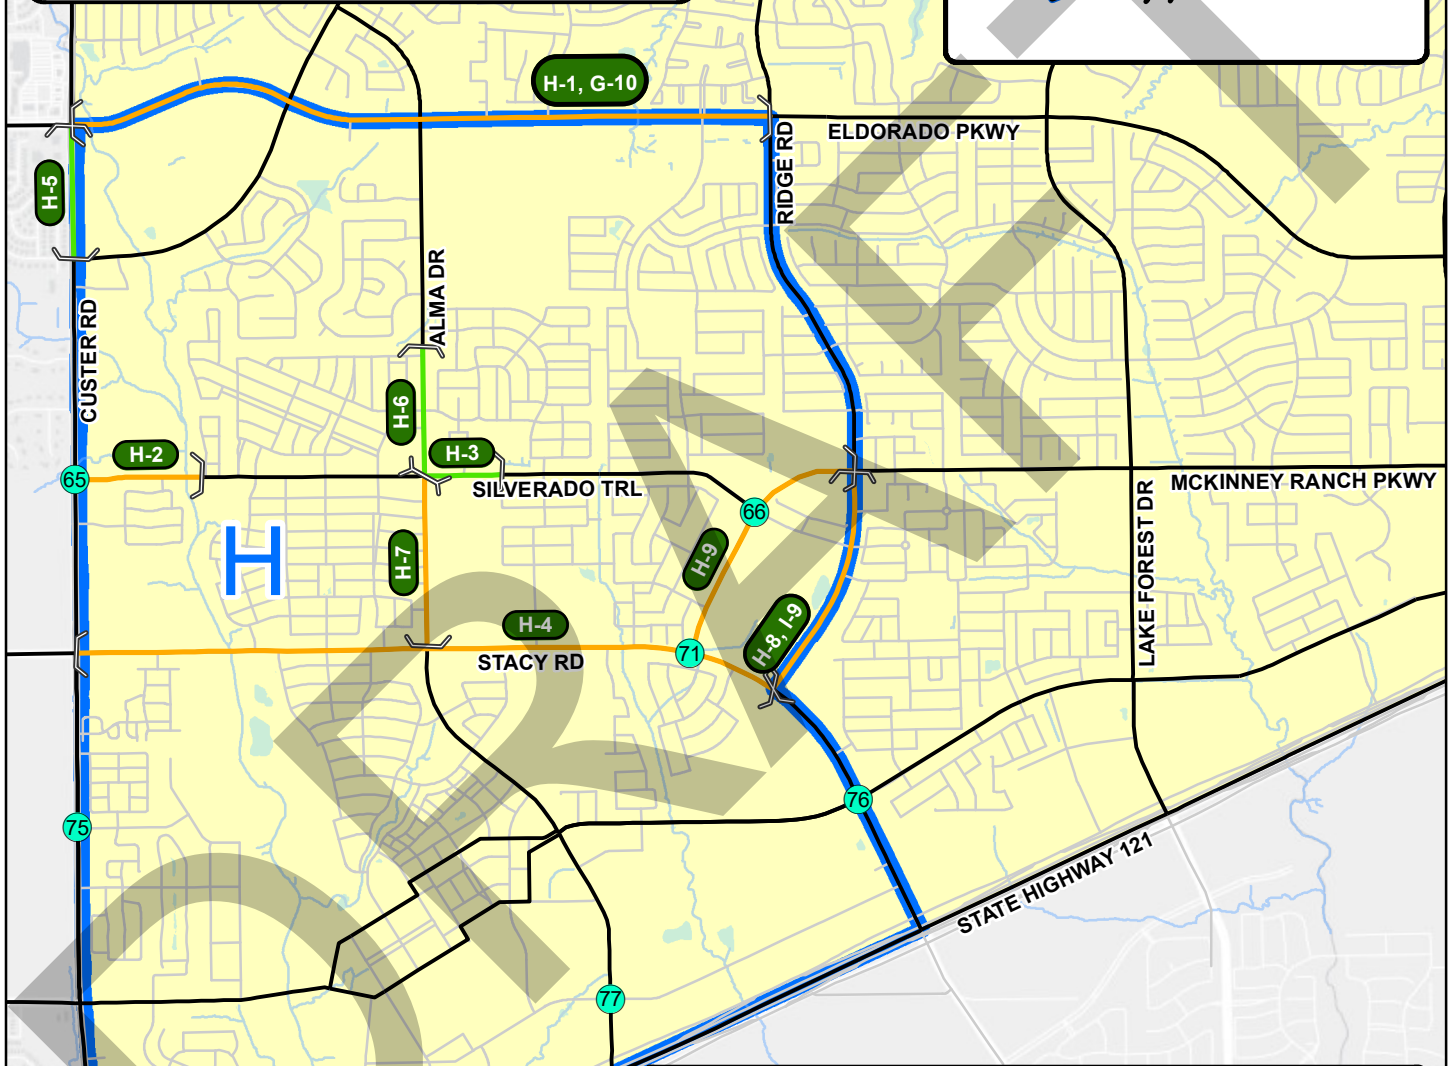 H-1, G-10
ELDORADO PKWY
RIDGE RD
H-5
ALMA DR
CUSTER RD
H-6
H-3
H-2
65
SILVERADO TRL
MCKINNEY RANCH PKWY
66
LAKE FOREST DR
H
H-7
H-9
H-8, I-9
H-4
STACY RD
71
76
75
STATE HIGHWAY 121
77
DRAFT